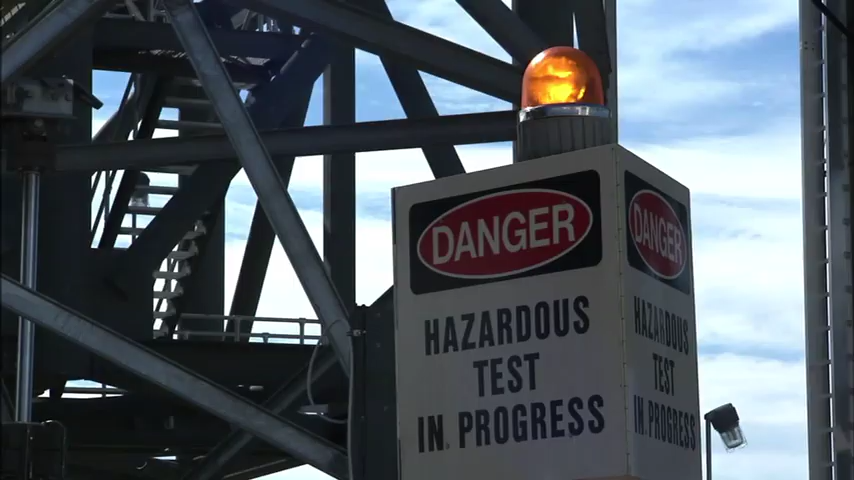 DANGER
HAZARDOUS
TEST
IN PROGRESS
DANGER
HAZARDOUS
TEST
IN PROGRESS